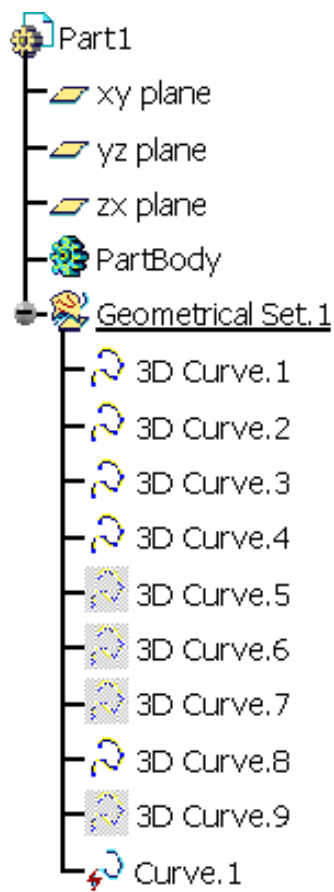 Part1
xy plane
yz plane
zx plane
PartBody
Geometrical Set.1
3D Curve.1
3D Curve.2
3D Curve.3
3D Curve.4
3D Curve.5
3D Curve.6
3D Curve.7
3D Curve.8
3D Curve.9
Curve.1